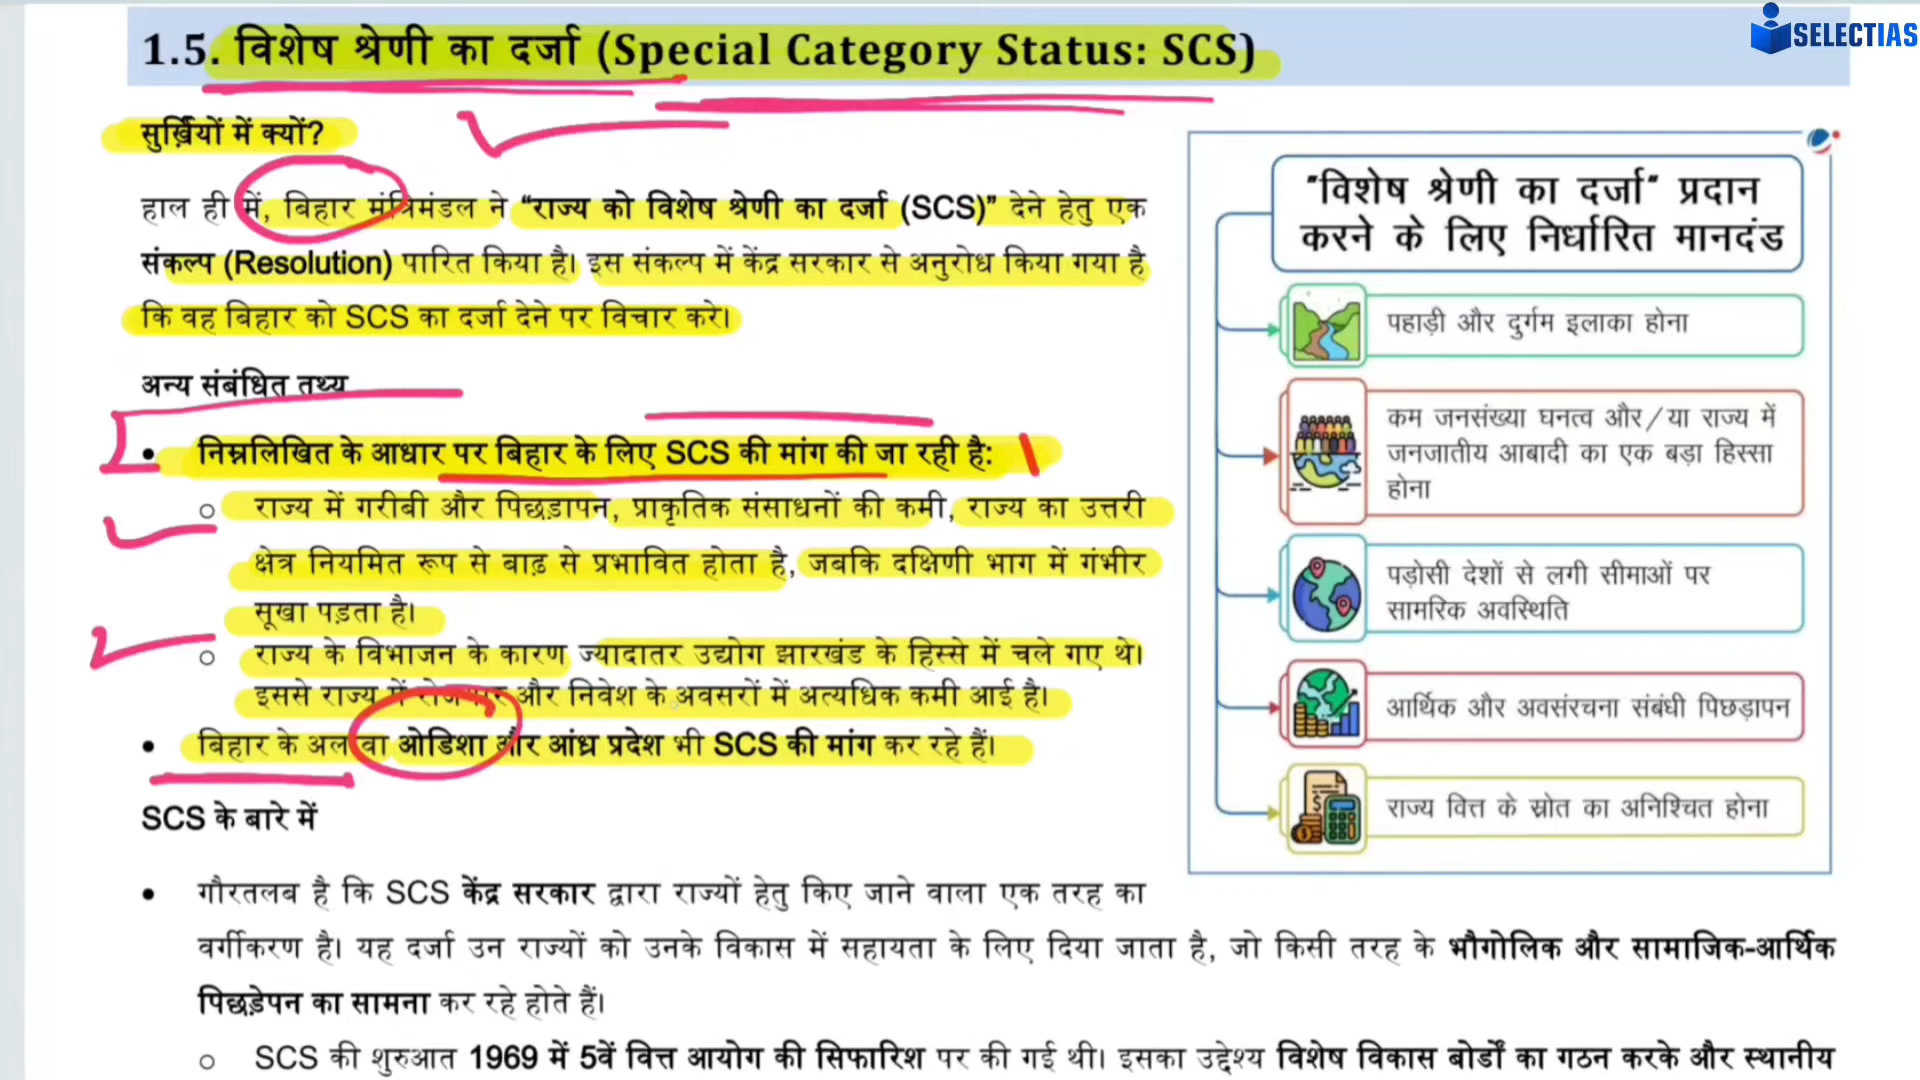 1.5. विशेष श्रेणी का दर्जा (Special Category Status: SCS)
SELECTIAS
सुर्ख़ियों में क्यों?
हाल ही में, बिहार मंत्रिमंडल ने “राज्य को विशेष श्रेणी का दर्जा (SCS)” देने हेतु एक
संकल्प (Resolution) पारित किया है। इस संकल्प में केंद्र सरकार से अनुरोध किया गया है
कि वह बिहार को SCS का दर्जा देने पर विचार करे।
अन्य संबंधित तथ्य
• निम्नलिखित के आधार पर बिहार के लिए SCS की मांग की जा रही है:
○ राज्य में गरीबी और पिछड़ापन, प्राकृतिक संसाधनों की कमी, राज्य का उत्तरी
क्षेत्र नियमित रूप से बाढ़ से प्रभावित होता है, जबकि दक्षिणी भाग में गंभीर
सूखा पड़ता है।
○ राज्य के विभाजन के कारण ज्यादातर उद्योग झारखंड के हिस्से में चले गए थे।
इससे राज्य में रोजगार और निवेश के अवसरों में अत्यधिक कमी आई है।
• बिहार के अलावा ओडिशा और आंध्र प्रदेश भी SCS की मांग कर रहे हैं।
"विशेष श्रेणी का दर्जा" प्रदान
करने के लिए निर्धारित मानदंड
पहाड़ी और दुर्गम इलाका होना
कम जनसंख्या घनत्व और/या राज्य में
जनजातीय आबादी का एक बड़ा हिस्सा
होना
पड़ोसी देशों से लगी सीमाओं पर
सामरिक अवस्थिति
आर्थिक और अवसंरचना संबंधी पिछड़ापन
राज्य वित्त के स्रोत का अनिश्चित होना
SCS के बारे में
• गौरतलब है कि SCS केंद्र सरकार द्वारा राज्यों हेतु किए जाने वाला एक तरह का
वर्गीकरण है। यह दर्जा उन राज्यों को उनके विकास में सहायता के लिए दिया जाता है, जो किसी तरह के भौगोलिक और सामाजिक-आर्थिक
पिछड़ेपन का सामना कर रहे होते हैं।
○ SCS की शुरुआत 1969 में 5वें वित्त आयोग की सिफारिश पर की गई थी। इसका उद्देश्य विशेष विकास बोर्डों का गठन करके और स्थानीय